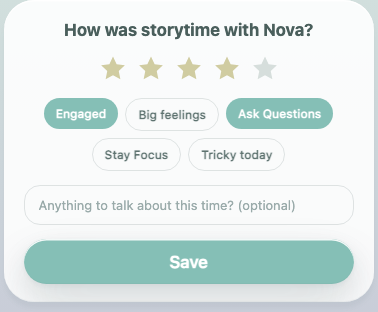 How was storytime with Nova?
Engaged
Big feelings
Ask Questions
Stay Focus
Tricky today
Anything to talk about this time? (optional)
Save